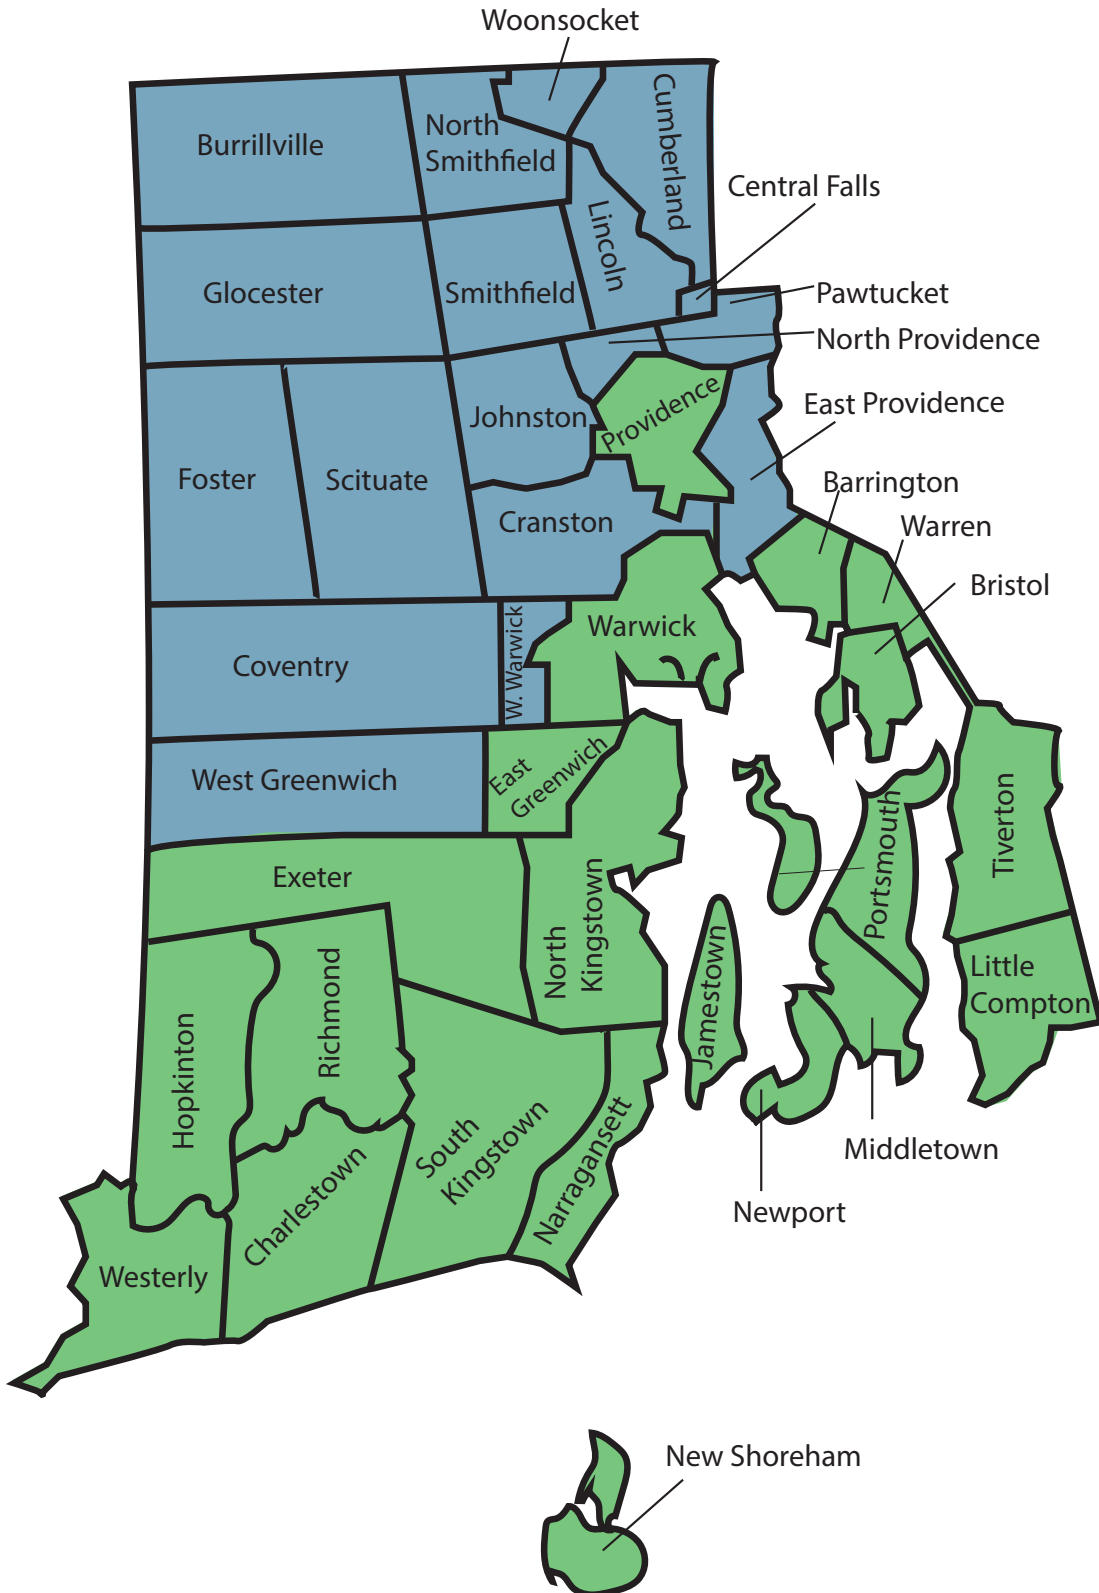 Woonsocket
Burrillville
North
Smithfield
Cumberland
Central Falls
Lincoln
Glocester
Smithfield
Pawtucket
North Providence
Johnston
Providence
East Providence
Foster
Scituate
Barrington
Cranston
Warren
Bristol
Warwick
W. Warwick
Coventry
West Greenwich
East
Greenwich
Exeter
Portsmouth
Tiverton
North
Kingstown
Jamestown
Little
Compton
Richmond
Hopkinton
South
Kingstown
Narragansett
Middletown
Newport
Charlestown
Westerly
New Shoreham